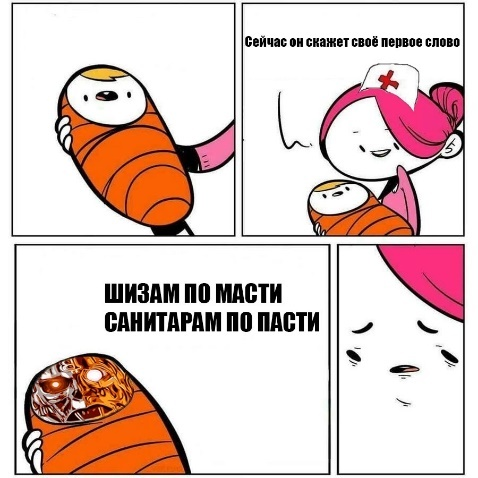 Сейчас он скажет своё первое слово
ШИЗАМ ПО МАСТИ
САНИТАРАМ ПО ПАСТИ